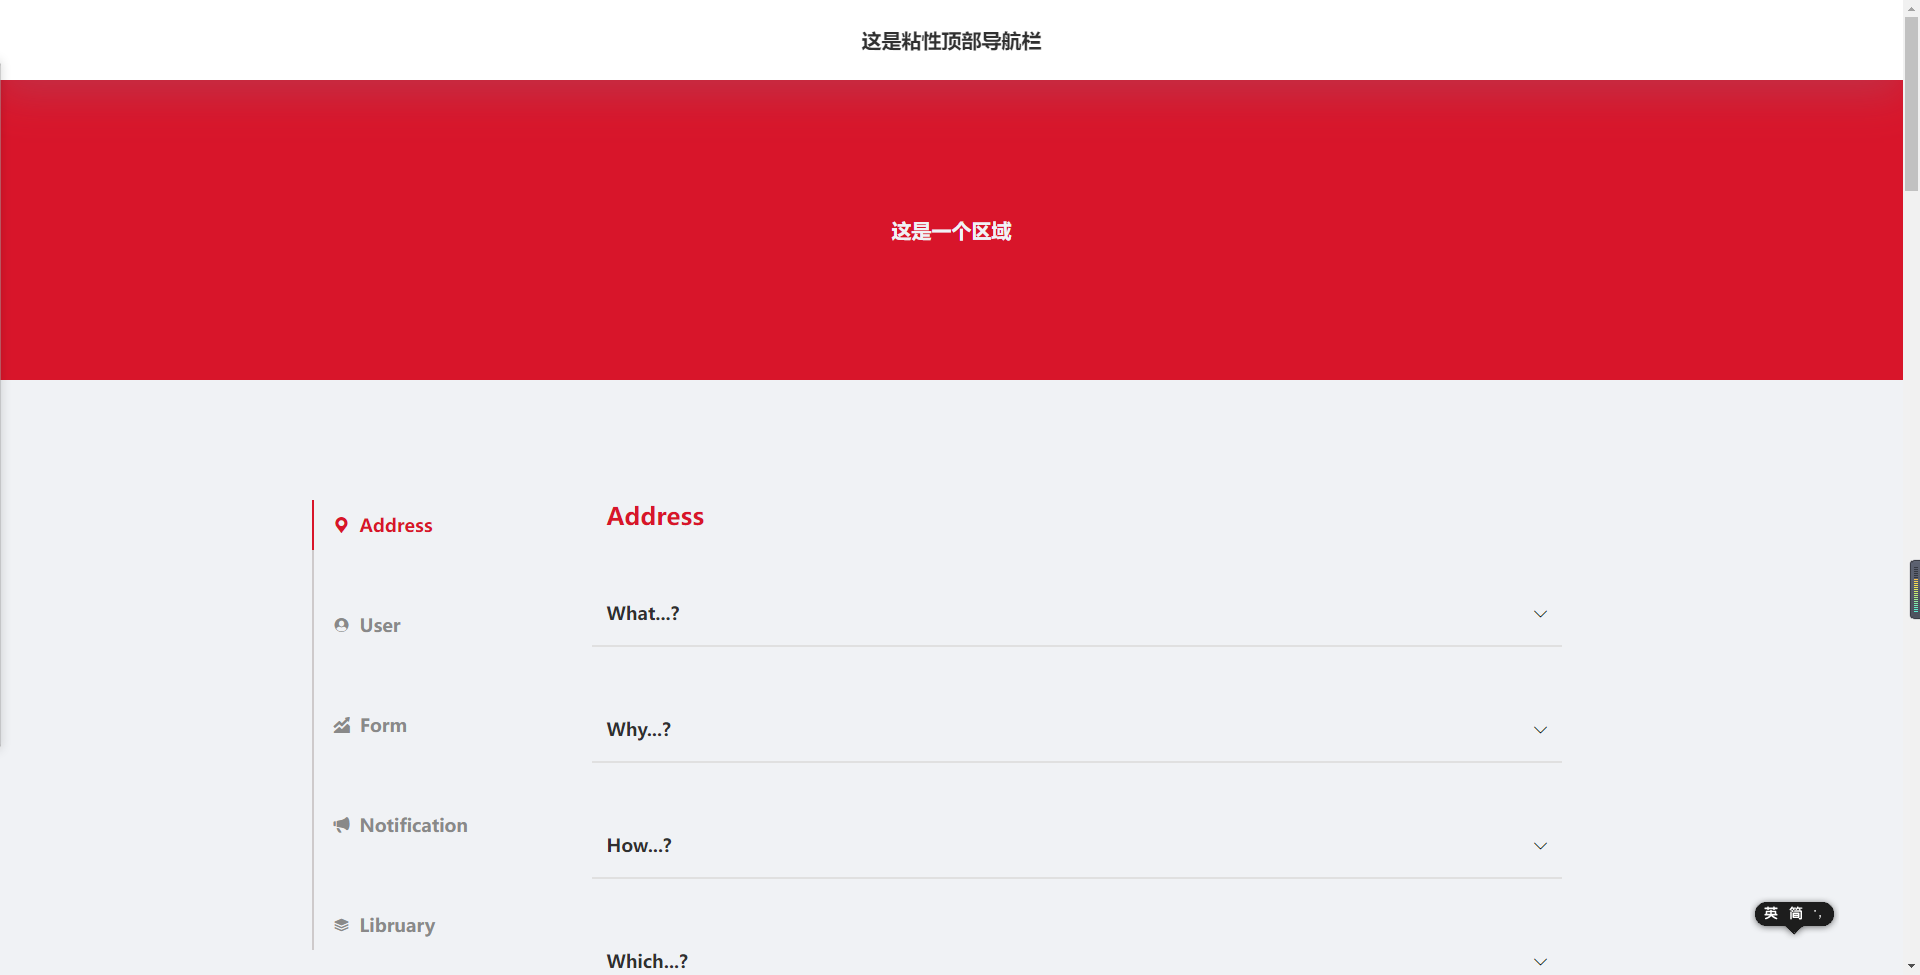 这是粘性顶部导航栏
这是一个区域
Address
User
Form
Notification
Libruary
Address
What...?
Why...?
How...?
Which...?
英 简 ·,